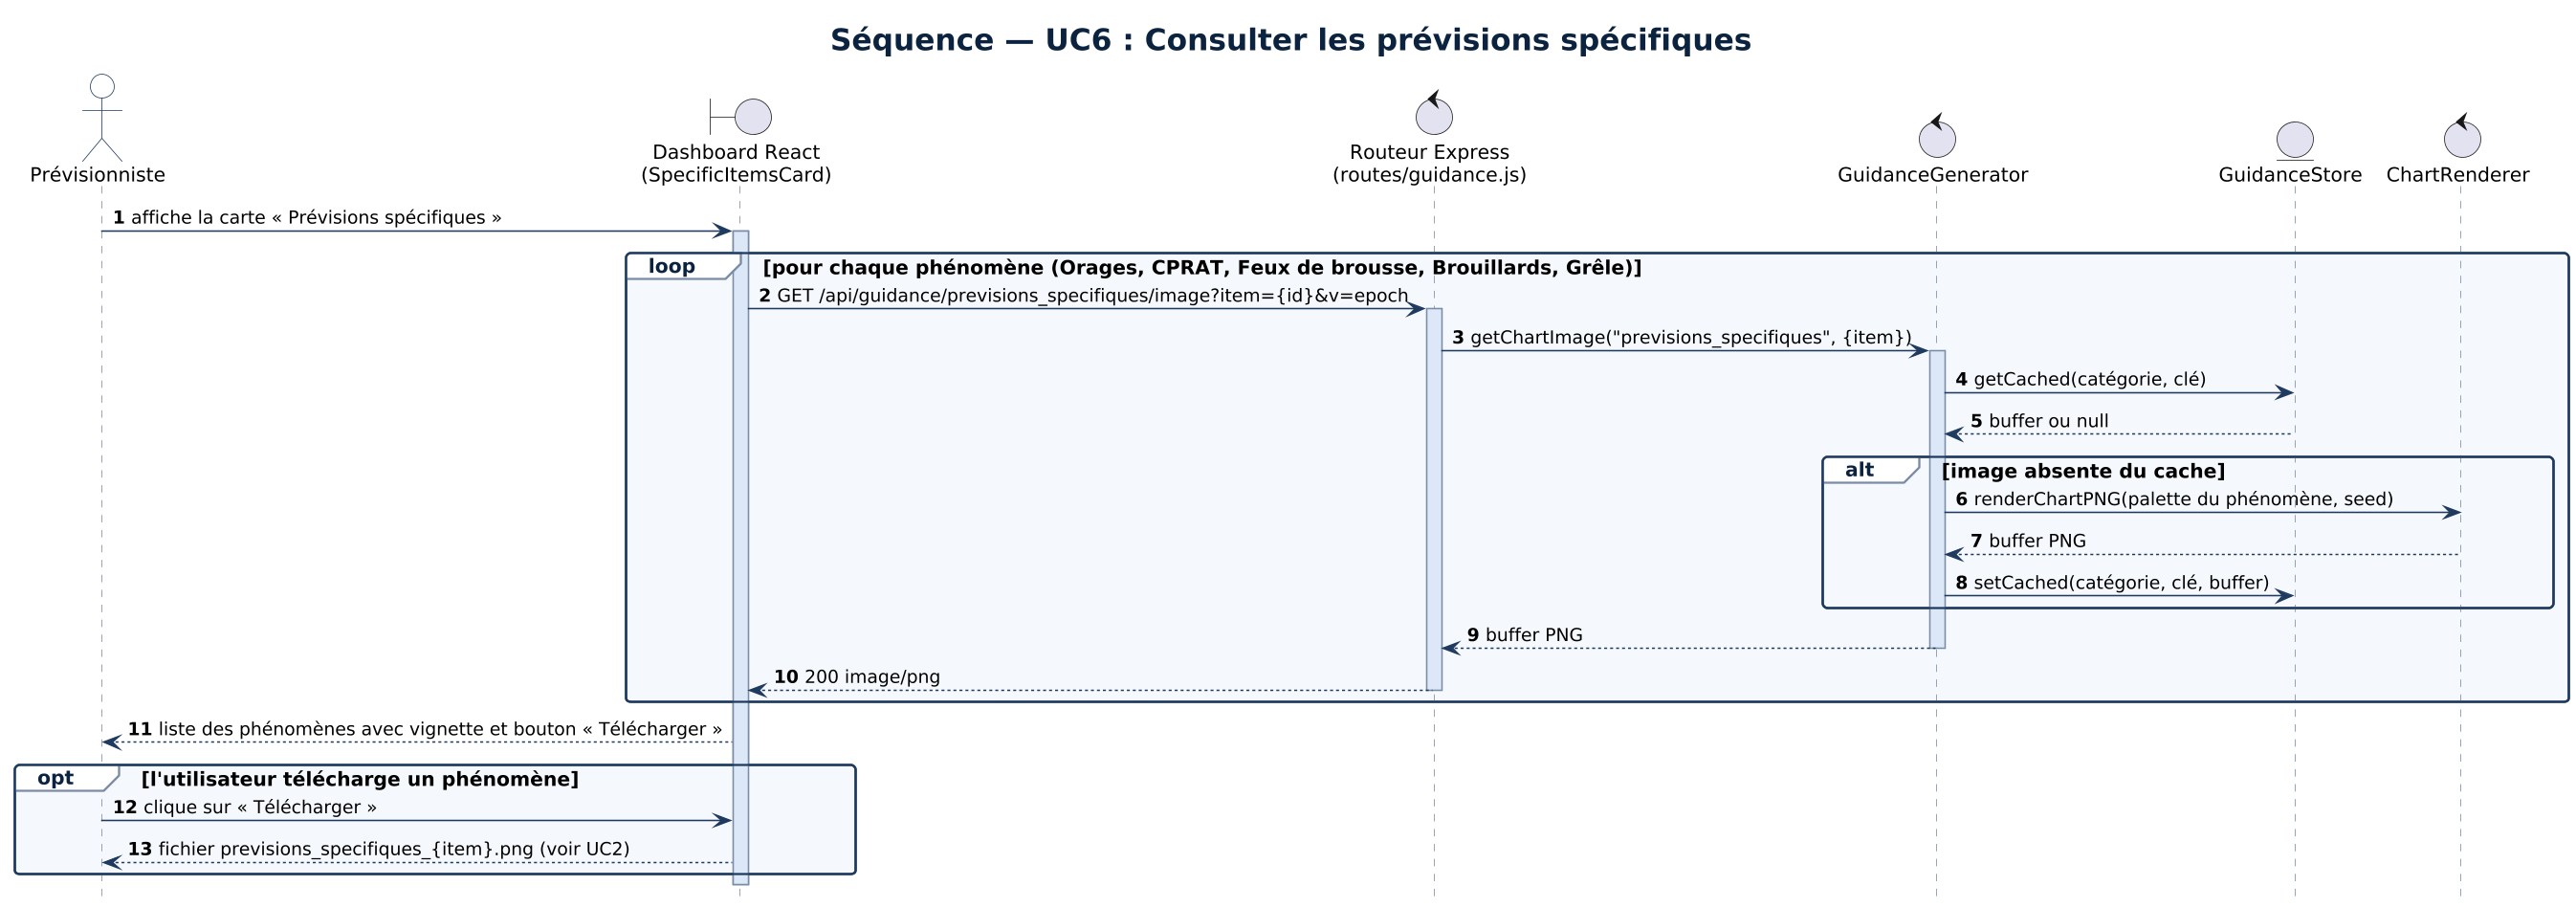 Séquence — UC6 : Consulter les prévisions spécifiques
Prévisionniste
Dashboard React
(SpecificItemsCard)
Routeur Express
(routes/guidance.js)
GuidanceGenerator
GuidanceStore
ChartRenderer
1 affiche la carte « Prévisions spécifiques »
loop [pour chaque phénomène (Orages, CPRAT, Feux de brousse, Brouillards, Grêle)]
2 GET /api/guidance/previsions_specifiques/image?item={id}&v=epoch
3 getChartImage("previsions_specifiques", {item})
4 getCached(catégorie, clé)
5 buffer ou null
alt [image absente du cache]
6 renderChartPNG(palette du phénomène, seed)
7 buffer PNG
8 setCached(catégorie, clé, buffer)
9 buffer PNG
10 200 image/png
11 liste des phénomènes avec vignette et bouton « Télécharger »
opt [l'utilisateur télécharge un phénomène]
12 clique sur « Télécharger »
13 fichier previsions_specifiques_{item}.png (voir UC2)